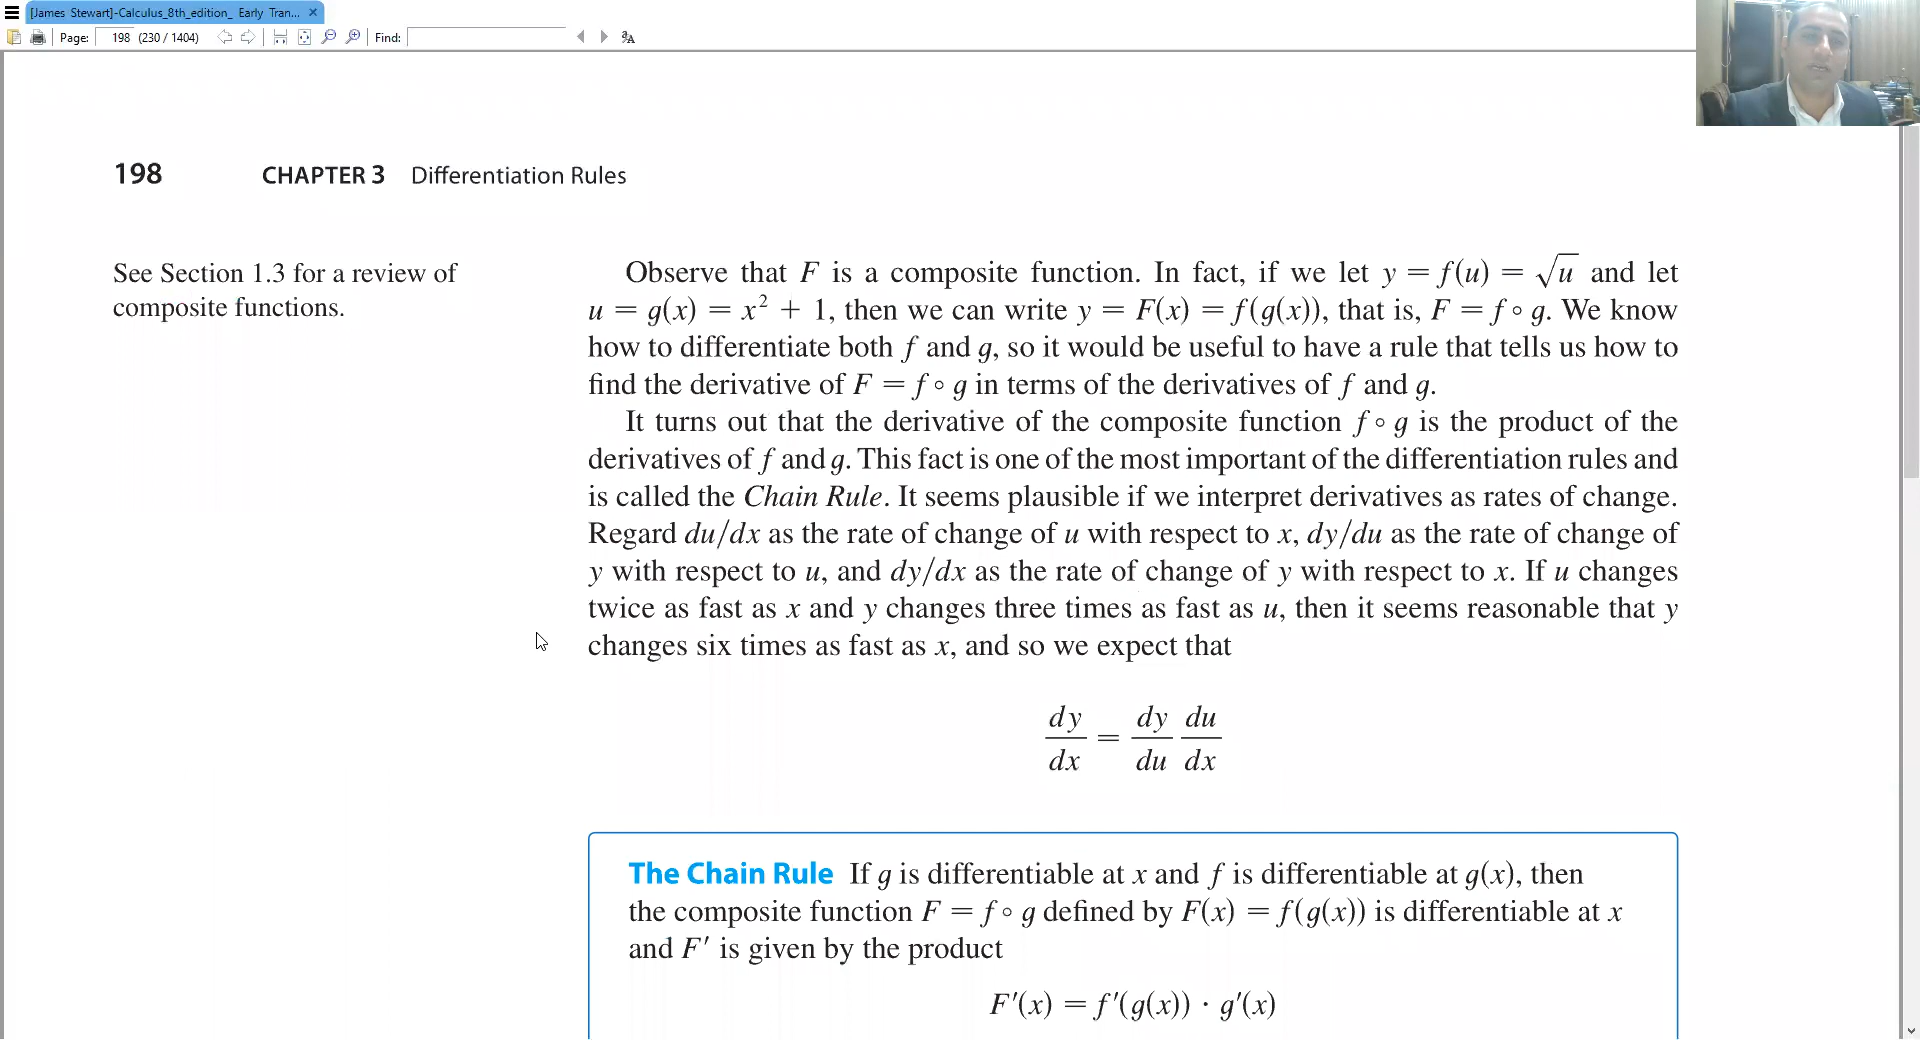 [James Stewart]-Calculus_8th_edition_ Early Tran... ×
Page: 198 (230 / 1404) Find:
198 CHAPTER 3 Differentiation Rules
See Section 1.3 for a review of
composite functions.
Observe that F is a composite function. In fact, if we let y = f(u) = √u and let
u = g(x) = x² + 1, then we can write y = F(x) = f(g(x)), that is, F = f ∘ g. We know
how to differentiate both f and g, so it would be useful to have a rule that tells us how to
find the derivative of F = f ∘ g in terms of the derivatives of f and g.
It turns out that the derivative of the composite function f ∘ g is the product of the
derivatives of f and g. This fact is one of the most important of the differentiation rules and
is called the Chain Rule. It seems plausible if we interpret derivatives as rates of change.
Regard du/dx as the rate of change of u with respect to x, dy/du as the rate of change of
y with respect to u, and dy/dx as the rate of change of y with respect to x. If u changes
twice as fast as x and y changes three times as fast as u, then it seems reasonable that y
changes six times as fast as x, and so we expect that
dy/dx = dy/du du/dx
The Chain Rule If g is differentiable at x and f is differentiable at g(x), then
the composite function F = f ∘ g defined by F(x) = f(g(x)) is differentiable at x
and F′ is given by the product
F′(x) = f′(g(x)) · g′(x)